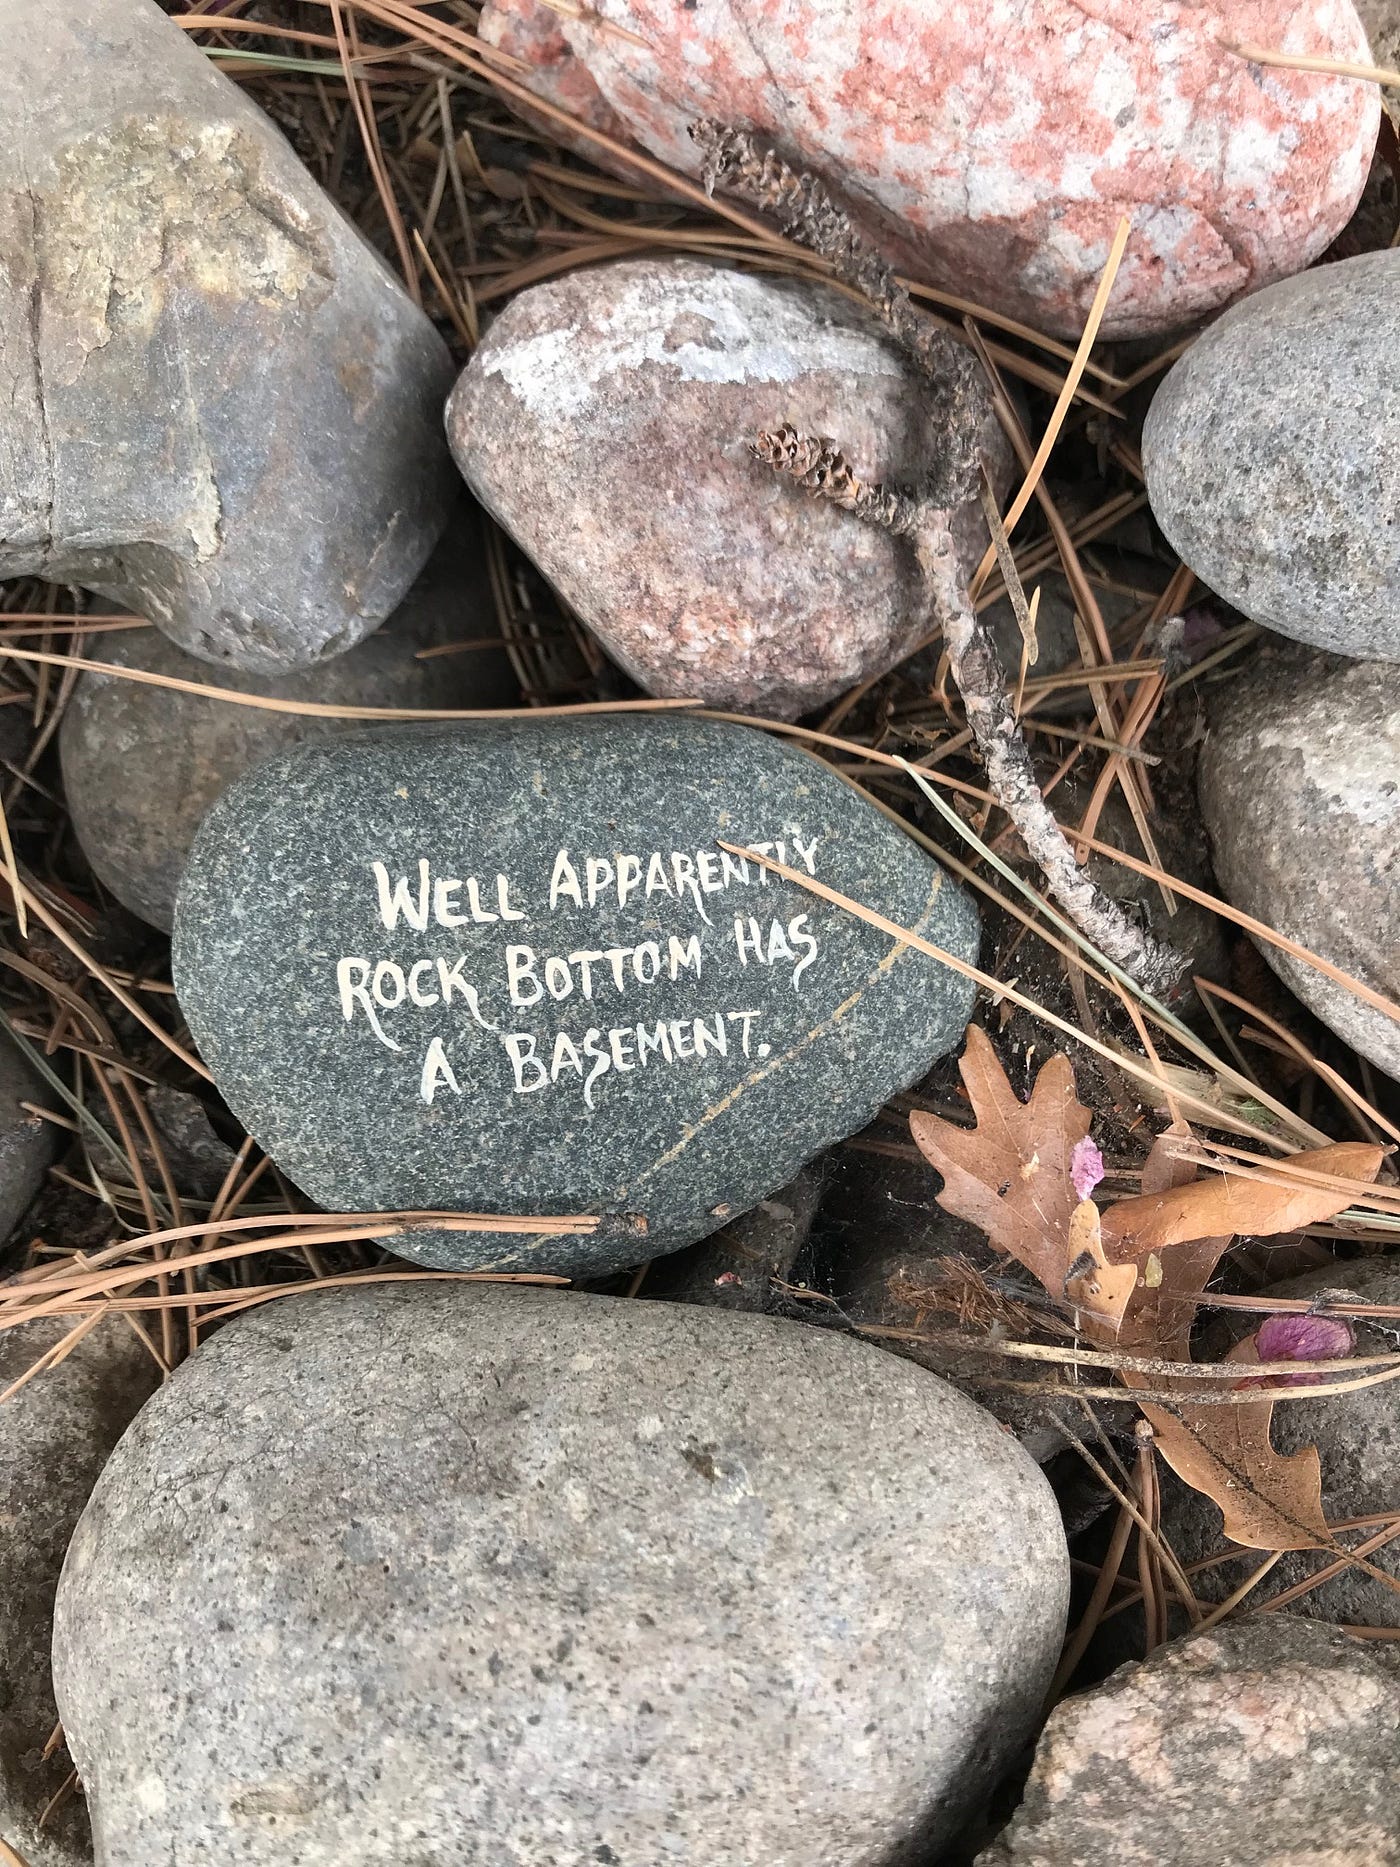 WELL APPARENTLY
ROCK BOTTOM HAS
A BASEMENT.